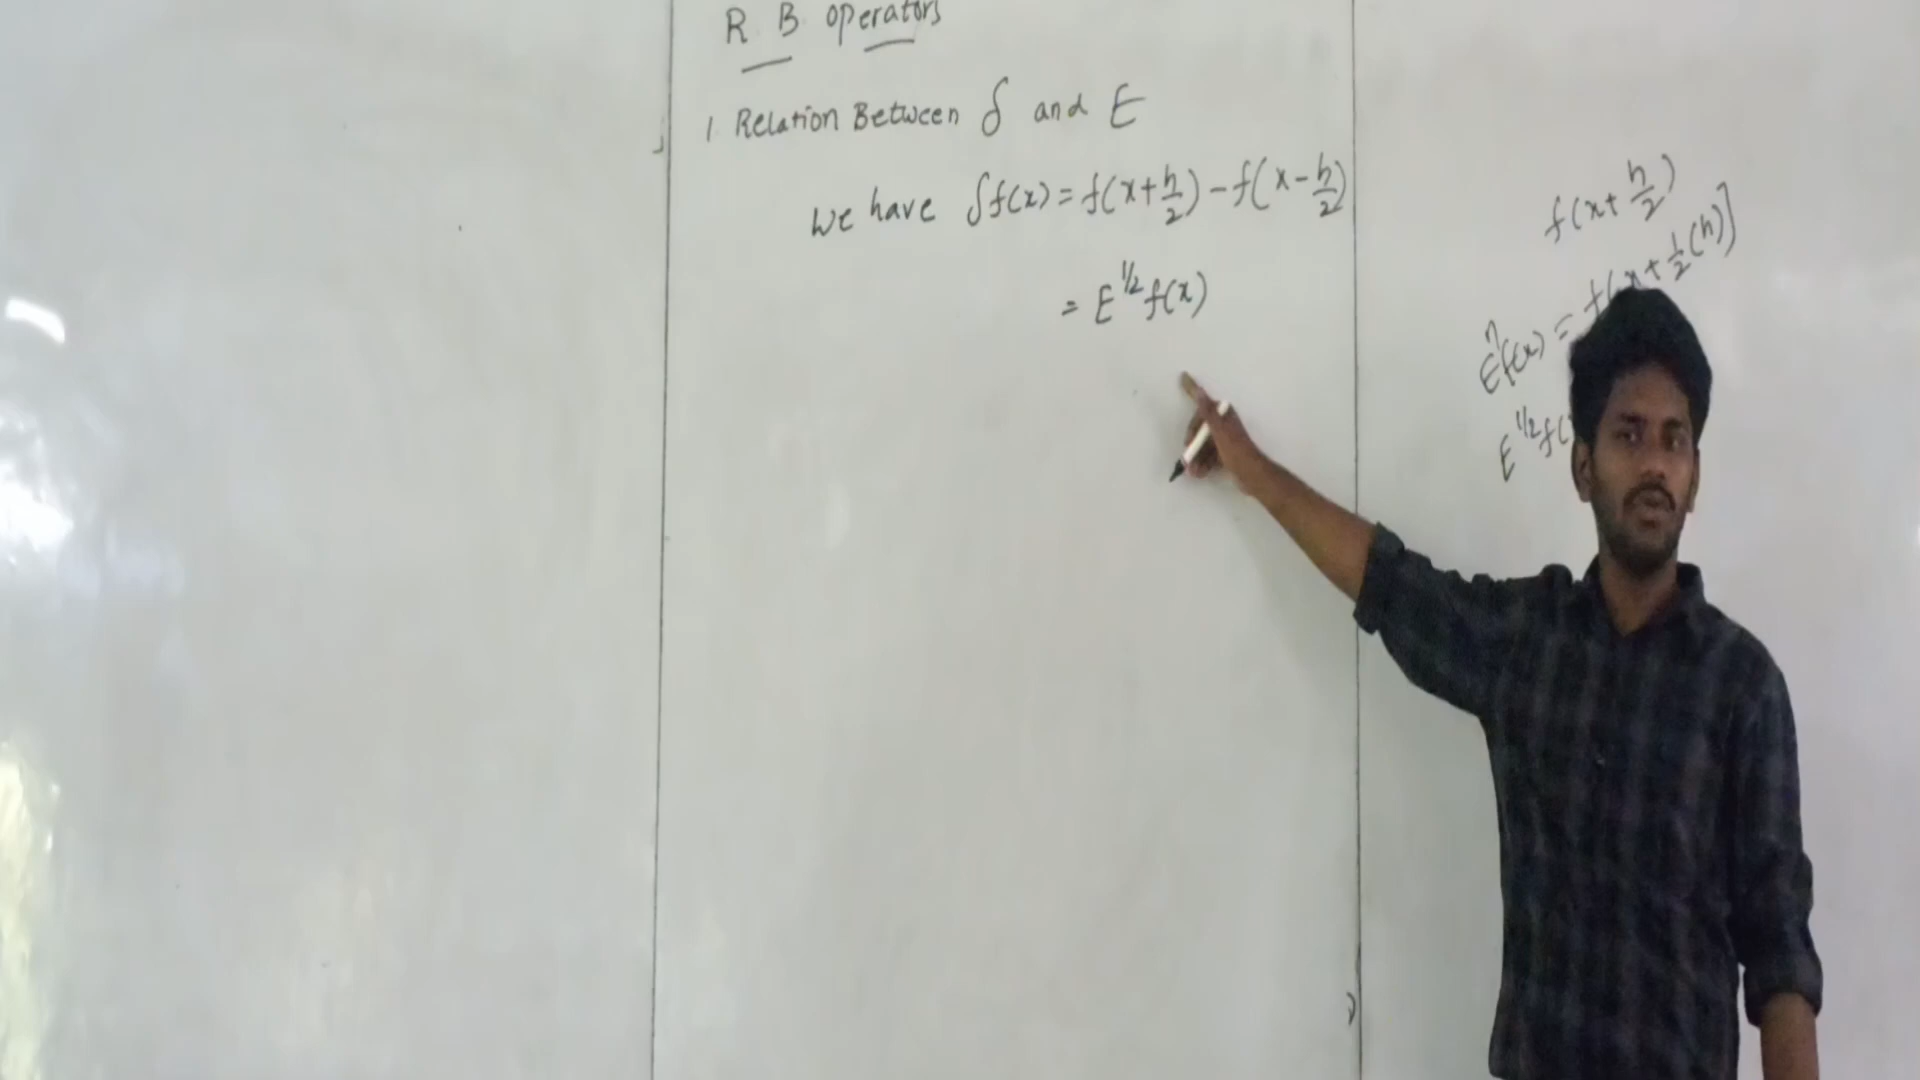 R B operators
1. Relation Between δ and E
We have δf(x) = f(x+h/2) - f(x-h/2)
= E^1/2 f(x)
f(x+h/2)
E^n f(x) = f[x+1/2(h)]
E^1/2 f(